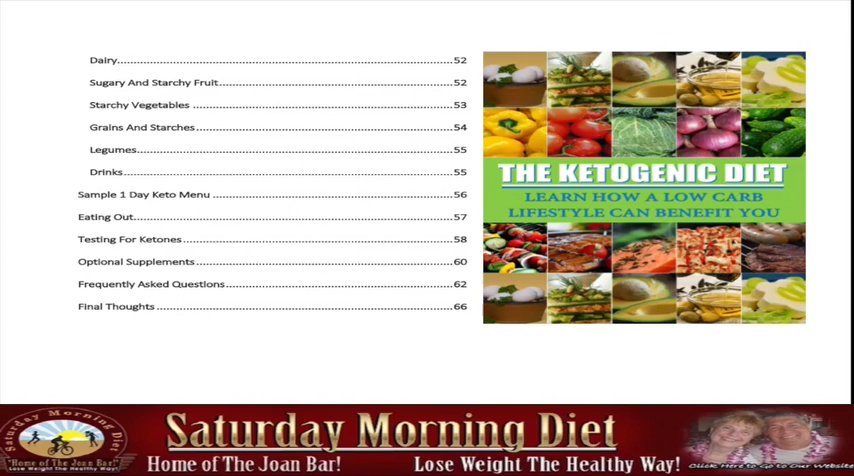 Dairy 52
Sugary And Starchy Fruit 52
Starchy Vegetables 53
Grains And Starches 54
Legumes 55
Drinks 55
Sample 1 Day Keto Menu 56
Eating Out 57
Testing For Ketones 58
Optional Supplements 60
Frequently Asked Questions 62
Final Thoughts 66
THE KETOGENIC DIET
LEARN HOW A LOW CARB
LIFESTYLE CAN BENEFIT YOU
Saturday Morning Diet
"Home of The Joan Bar!"
Lose Weight The Healthy Way!
Saturday Morning Diet
Home of The Joan Bar! Lose Weight The Healthy Way!
Click Here to Go to Our Website